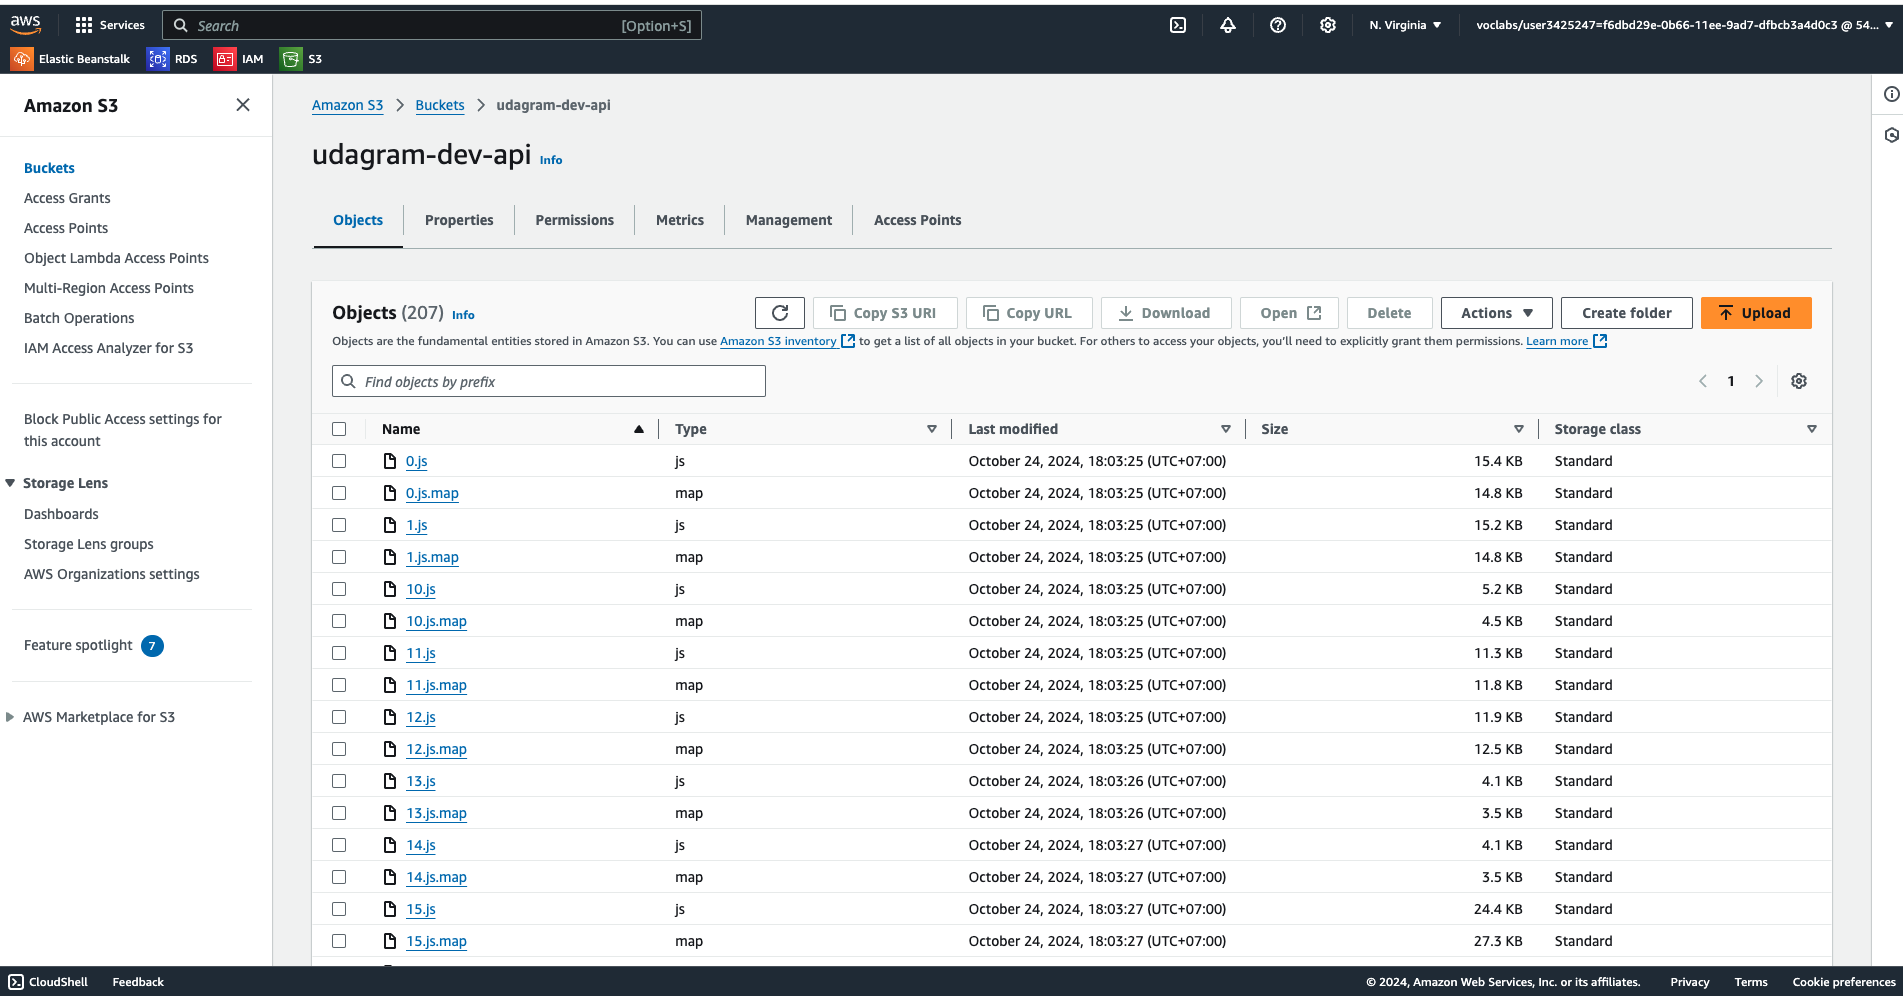 aws
Services
Search
[Option+S]
N. Virginia
voclabs/user3425247=f6dbd29e-0b66-11ee-9ad7-dfbcb3a4d0c3 @ 54...
Elastic Beanstalk
RDS
IAM
S3
Amazon S3
Buckets
Access Grants
Access Points
Object Lambda Access Points
Multi-Region Access Points
Batch Operations
IAM Access Analyzer for S3
Block Public Access settings for
this account
Storage Lens
Dashboards
Storage Lens groups
AWS Organizations settings
Feature spotlight 7
AWS Marketplace for S3
Amazon S3 > Buckets > udagram-dev-api
udagram-dev-api Info
Objects
Properties
Permissions
Metrics
Management
Access Points
Objects (207) Info
Copy S3 URI
Copy URL
Download
Open
Delete
Actions
Create folder
Upload
Objects are the fundamental entities stored in Amazon S3. You can use Amazon S3 inventory to get a list of all objects in your bucket. For others to access your objects, you'll need to explicitly grant them permissions. Learn more
Find objects by prefix
1
Name Type Last modified Size Storage class
0.js js October 24, 2024, 18:03:25 (UTC+07:00) 15.4 KB Standard
0.js.map map October 24, 2024, 18:03:25 (UTC+07:00) 14.8 KB Standard
1.js js October 24, 2024, 18:03:25 (UTC+07:00) 15.2 KB Standard
1.js.map map October 24, 2024, 18:03:25 (UTC+07:00) 14.8 KB Standard
10.js js October 24, 2024, 18:03:25 (UTC+07:00) 5.2 KB Standard
10.js.map map October 24, 2024, 18:03:25 (UTC+07:00) 4.5 KB Standard
11.js js October 24, 2024, 18:03:25 (UTC+07:00) 11.3 KB Standard
11.js.map map October 24, 2024, 18:03:25 (UTC+07:00) 11.8 KB Standard
12.js js October 24, 2024, 18:03:25 (UTC+07:00) 11.9 KB Standard
12.js.map map October 24, 2024, 18:03:25 (UTC+07:00) 12.5 KB Standard
13.js js October 24, 2024, 18:03:26 (UTC+07:00) 4.1 KB Standard
13.js.map map October 24, 2024, 18:03:26 (UTC+07:00) 3.5 KB Standard
14.js js October 24, 2024, 18:03:27 (UTC+07:00) 4.1 KB Standard
14.js.map map October 24, 2024, 18:03:27 (UTC+07:00) 3.5 KB Standard
15.js js October 24, 2024, 18:03:27 (UTC+07:00) 24.4 KB Standard
15.js.map map October 24, 2024, 18:03:27 (UTC+07:00) 27.3 KB Standard
CloudShell
Feedback
© 2024, Amazon Web Services, Inc. or its affiliates.
Privacy
Terms
Cookie preferences